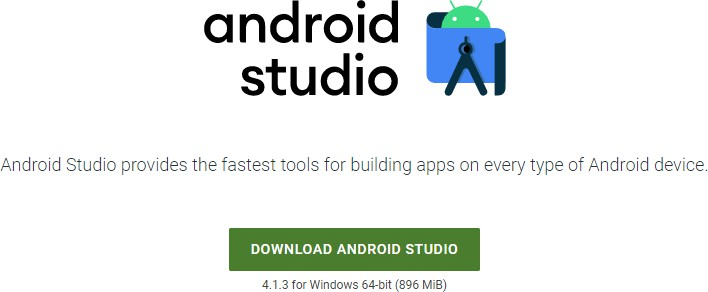 android
studio
Android Studio provides the fastest tools for building apps on every type of Android device.
DOWNLOAD ANDROID STUDIO
4.1.3 for Windows 64-bit (896 MiB)